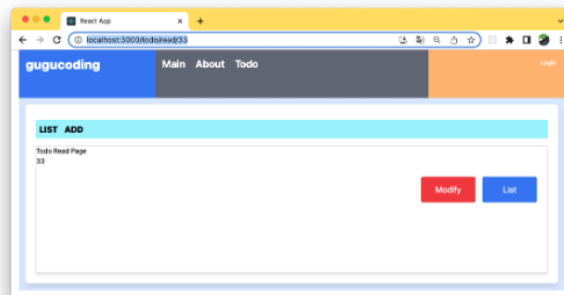 React App
localhost:3000/todo/read/33
gugucoding
Main About Todo
Login
LIST ADD
Todo Read Page
33
Modify List